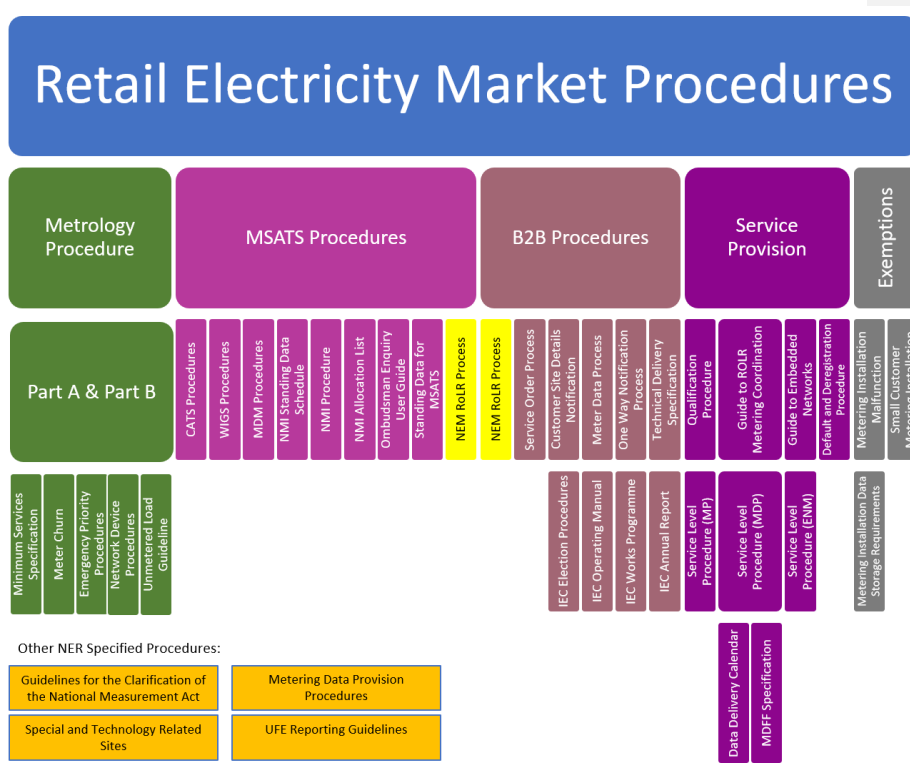 Retail Electricity Market Procedures
Metrology
Procedure
MSATS Procedures
B2B Procedures
Service
Provision
Exemptions
Part A & Part B
CATS Procedures
WIGS Procedures
MDM Procedures
NMI Standing Data
Schedule
NMI Procedure
NMI Allocation List
Ombudsman Enquiry
User Guide
Standing Data for
MSATS
NEM RoLR Process
NEM RoLR Process
Service Order Process
Customer Site Details
Notification
Meter Data Process
One Way Notification
Process
Technical Delivery
Specification
Qualification
Procedure
Guide to ROLR
Metering Coordination
Guide to Embedded
Networks
Default and Deregistration
Procedure
Metering Installation
Malfunction
Small Customer
Metering Installation
Minimum Services
Specification
Meter Churn
Emergency Priority
Procedures
Network Device
Procedures
Unmetered Load
Guideline
IEC Election Procedures
IEC Operating Manual
IEC Works Programme
IEC Annual Report
Service Level
Procedure (MP)
Service Level
Procedure (MDP)
Service Level
Procedure (ENM)
Metering Installation Data
Storage Requirements
Data Delivery Calendar
MDFF Specification
Other NER Specified Procedures:
Guidelines for the Clarification of
the National Measurement Act
Metering Data Provision
Procedures
Special and Technology Related
Sites
UFE Reporting Guidelines